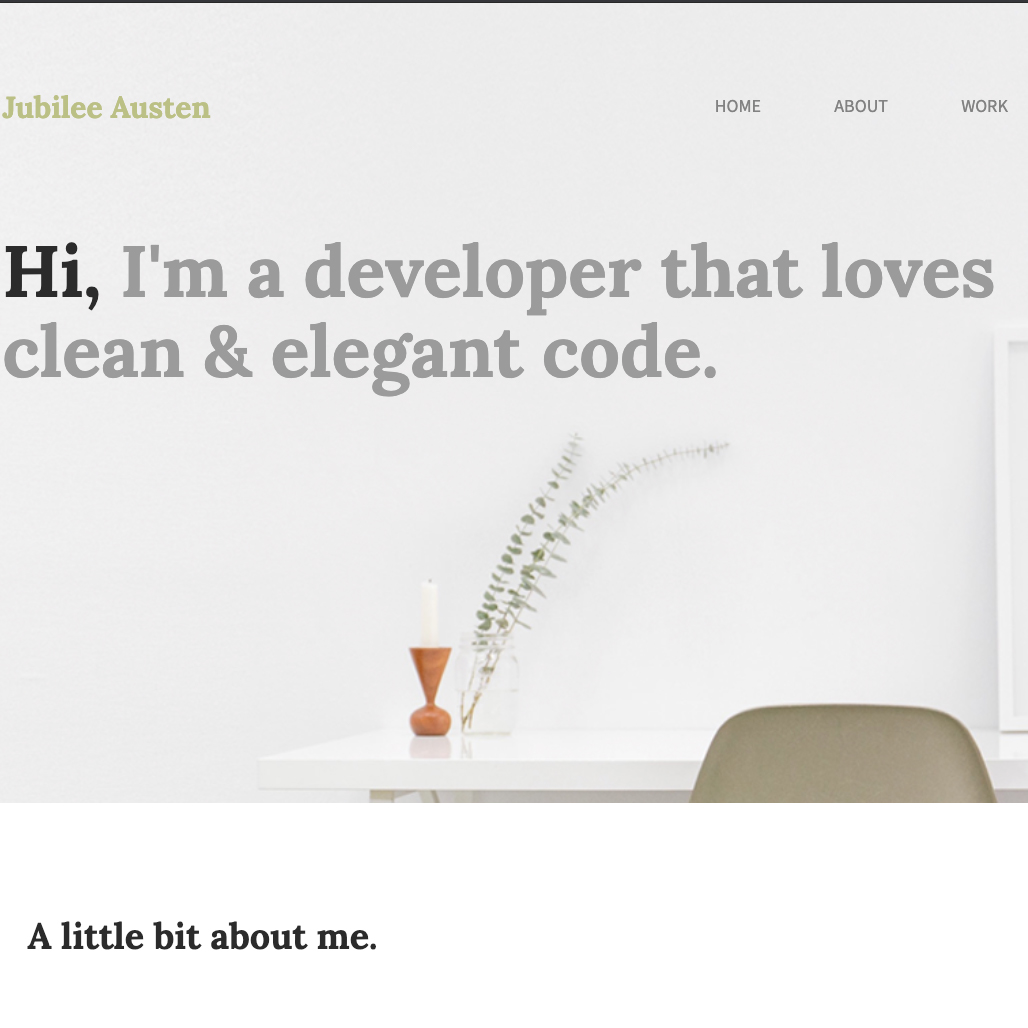 Jubilee Austen
HOME ABOUT WORK
Hi, I'm a developer that loves
clean & elegant code.
A little bit about me.